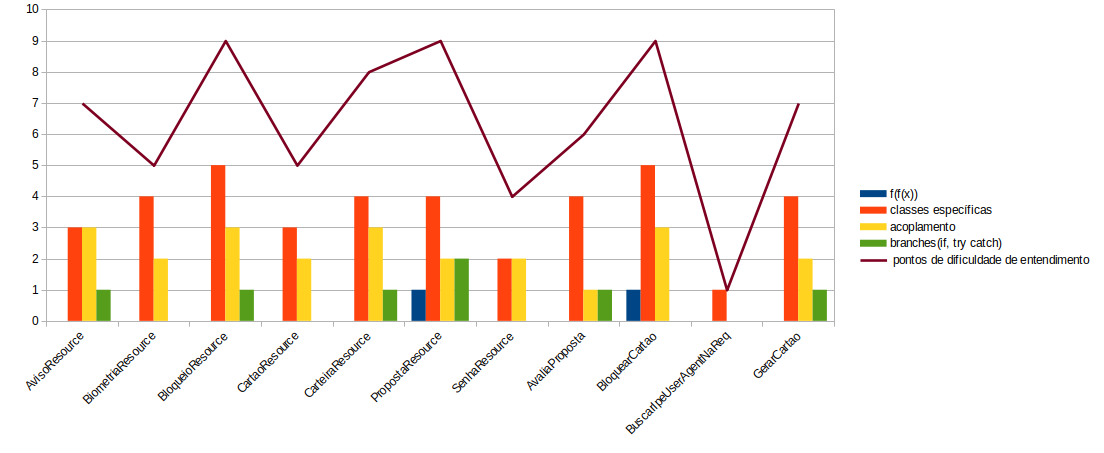 10
9
8
7
6
5
4
3
2
1
0
AvisoResource
BiometriaResource
BloqueioResource
CartaoResource
CarteiraResource
PropostaResource
SenhaResource
AvaliaProposta
BloquearCartao
BuscarIpeUserAgentNaReq
GerarCartao
f(f(x))
classes específicas
acoplamento
branches(if, try catch)
pontos de dificuldade de entendimento